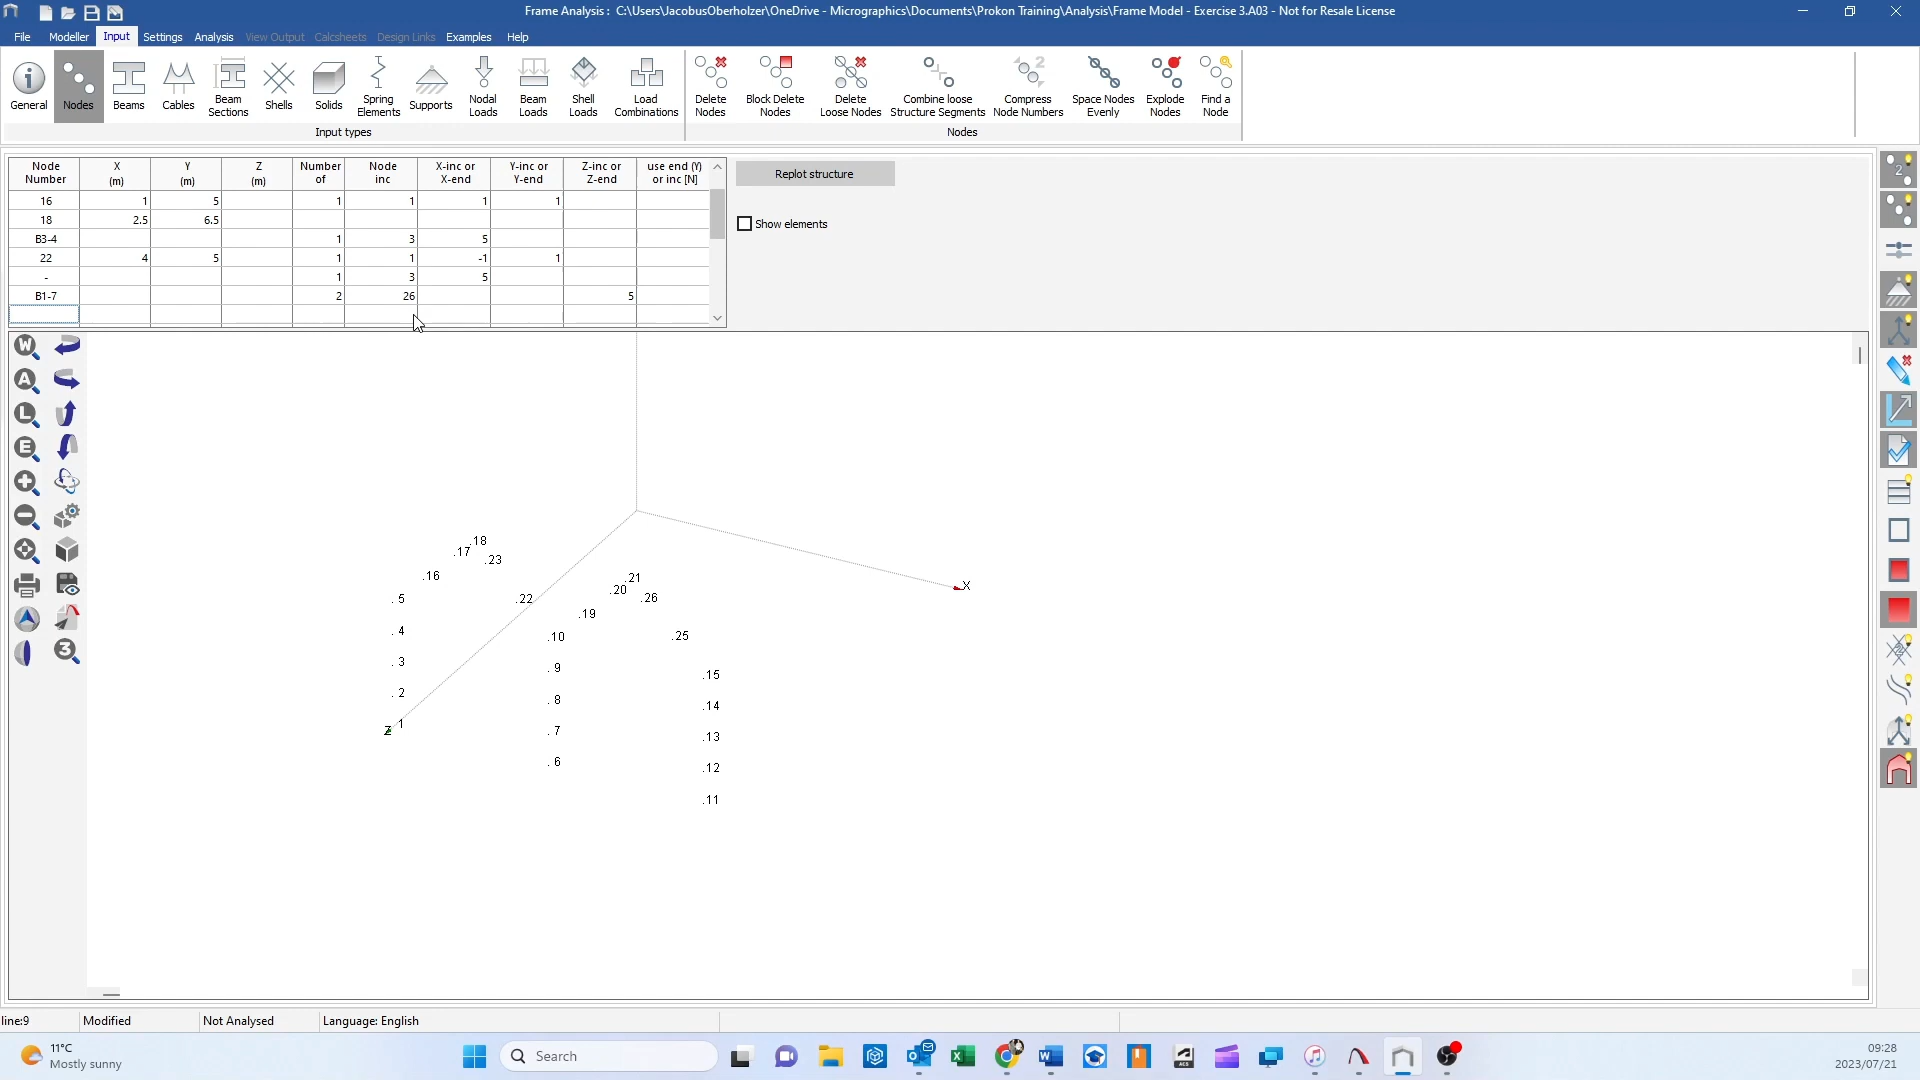 Frame Analysis : C:\Users\JacobusOberholzer\OneDrive - Micrographics\Documents\Prokon Training\Analysis\Frame Model - Exercise 3.A03 - Not for Resale License
File Modeller Input Settings Analysis View Output Calcsheets Design Links Examples Help
General Nodes Beams Cables Beam Sections Shells Solids Spring Elements Supports Nodal Loads Beam Loads Shell Loads Load Combinations Delete Nodes Block Delete Nodes Delete Loose Nodes Combine loose Structure Segments Compress Node Numbers Space Nodes Evenly Explode Nodes Find a Node
Input types Nodes
Node Number X (m) Y (m) Z (m) Number of Node inc X-inc or X-end Y-inc or Y-end Z-inc or Z-end use end (Y) or inc [N]
16 1 5 1 1 1 1
18 2.5 6.5
B3-4 1 3 5
22 4 5 1 1 -1 1
- 1 3 5
B1-7 2 26 5
Replot structure
Show elements
W
A
L
E
3
2
X
Z
.18
.17
.23
.16
.5
.22
.4
.3
.2
1
.21
.20
.26
.19
.10
.25
.9
.8
.7
.6
.15
.14
.13
.12
.11
line:9 Modified Not Analysed Language: English
11°C
Mostly sunny
Search
09:28
2023/07/21